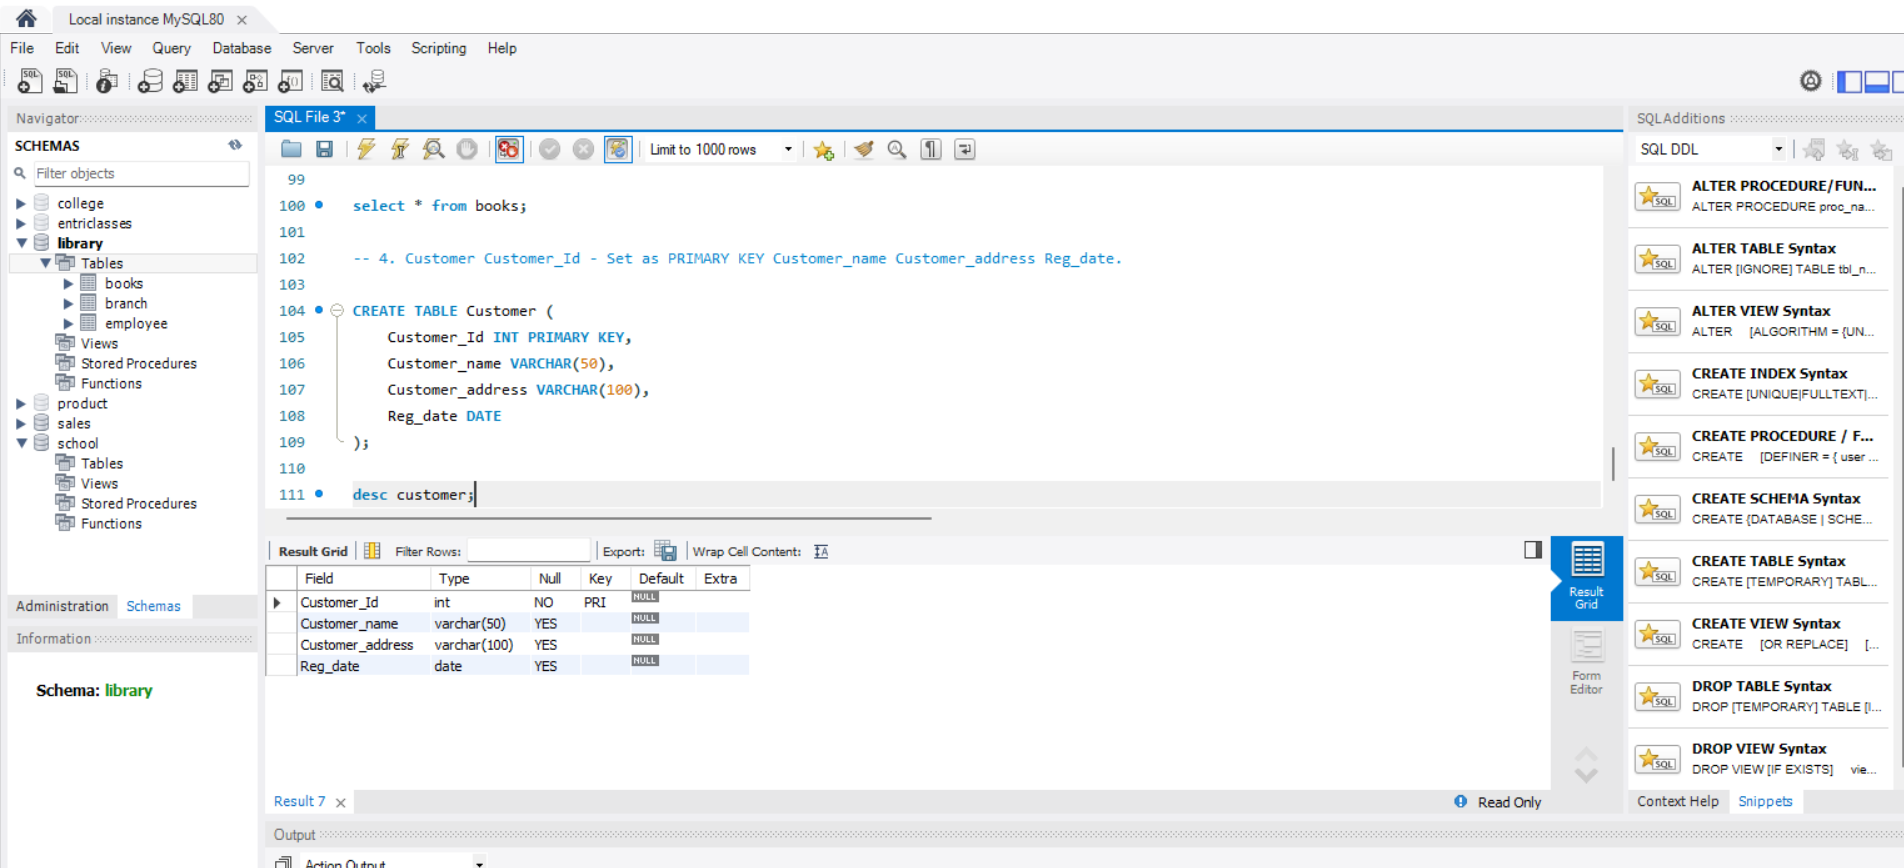 Local instance MySQL80
File Edit View Query Database Server Tools Scripting Help
Navigator
SCHEMAS
Filter objects
college
entriclasses
library
Tables
books
branch
employee
Views
Stored Procedures
Functions
product
sales
school
Tables
Views
Stored Procedures
Functions
Administration Schemas
Information
Schema: library
SQL File 3*
Limit to 1000 rows
99
100 select * from books;
101
102 -- 4. Customer Customer_Id - Set as PRIMARY KEY Customer_name Customer_address Reg_date.
103
104 CREATE TABLE Customer (
105 Customer_Id INT PRIMARY KEY,
106 Customer_name VARCHAR(50),
107 Customer_address VARCHAR(100),
108 Reg_date DATE
109 );
110
111 desc customer;
Result Grid Filter Rows: Export: Wrap Cell Content:
Field Type Null Key Default Extra
Customer_Id int NO PRI NULL
Customer_name varchar(50) YES NULL
Customer_address varchar(100) YES NULL
Reg_date date YES NULL
Result Grid
Form Editor
Result 7
Read Only
Output
Action Output
SQLAdditions
SQL DDL
ALTER PROCEDURE/FUN...
ALTER PROCEDURE proc_na...
ALTER TABLE Syntax
ALTER [IGNORE] TABLE tbl_n...
ALTER VIEW Syntax
ALTER [ALGORITHM = {UN...
CREATE INDEX Syntax
CREATE [UNIQUE|FULLTEXT|...
CREATE PROCEDURE / F...
CREATE [DEFINER = { user ...
CREATE SCHEMA Syntax
CREATE {DATABASE | SCHE...
CREATE TABLE Syntax
CREATE [TEMPORARY] TABL...
CREATE VIEW Syntax
CREATE [OR REPLACE] [...
DROP TABLE Syntax
DROP [TEMPORARY] TABLE [I...
DROP VIEW Syntax
DROP VIEW [IF EXISTS] vie...
Context Help Snippets